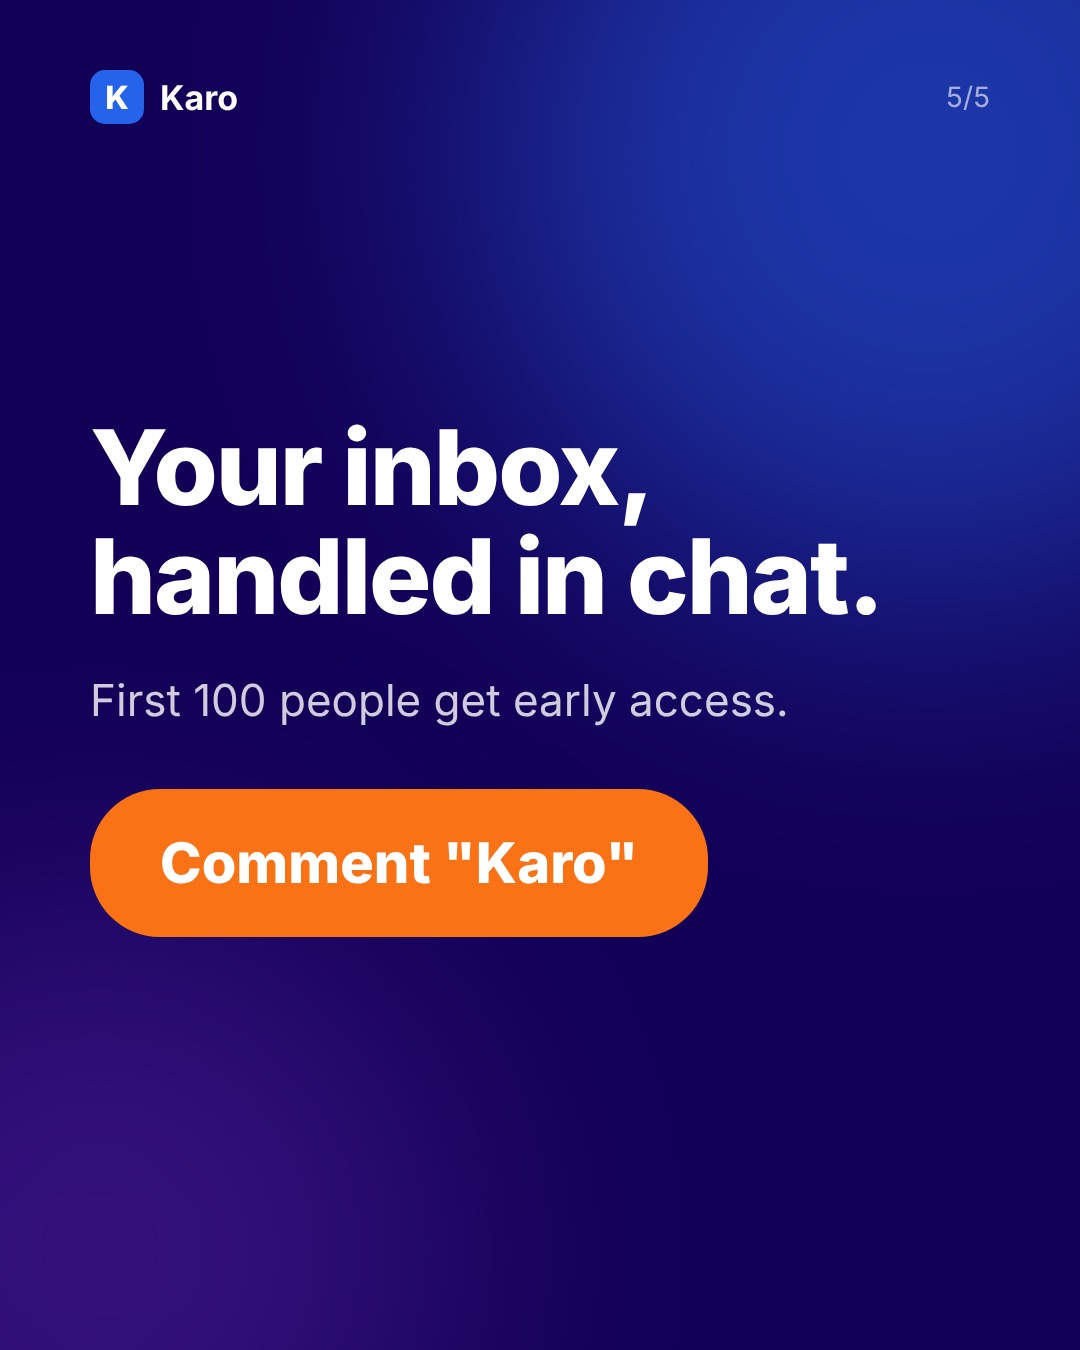 K Karo
5/5
Your inbox,
handled in chat.
First 100 people get early access.
Comment "Karo"